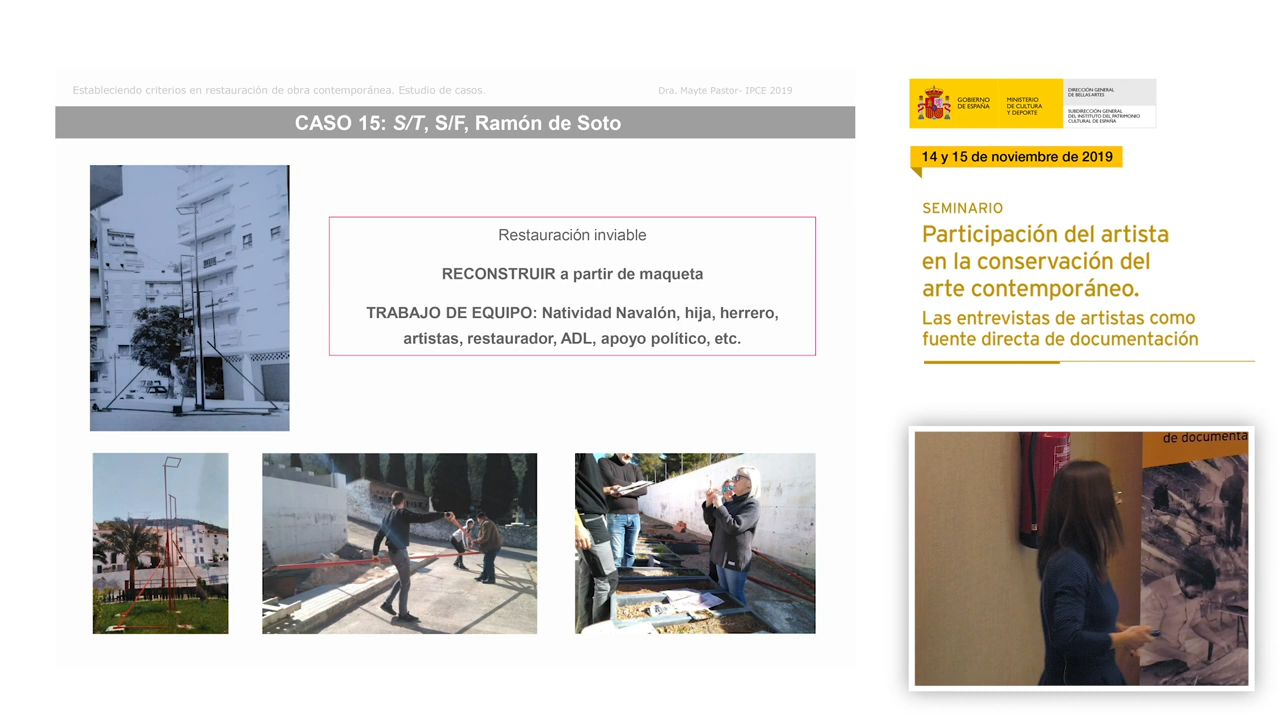 Estableciendo criterios en restauración de obra contemporánea. Estudio de casos.
Dra. Mayte Pastor- IPCE 2019
CASO 15: S/T, S/F, Ramón de Soto
Restauración inviable
RECONSTRUIR a partir de maqueta
TRABAJO DE EQUIPO: Natividad Navalón, hija, herrero,
artistas, restaurador, ADL, apoyo político, etc.
GOBIERNO
DE ESPAÑA
MINISTERIO
DE CULTURA
Y DEPORTE
DIRECCIÓN GENERAL
DE BELLAS ARTES
SUBDIRECCIÓN GENERAL
DEL INSTITUTO DEL PATRIMONIO
CULTURAL DE ESPAÑA
14 y 15 de noviembre de 2019
SEMINARIO
Participación del artista
en la conservación del
arte contemporáneo.
Las entrevistas de artistas como
fuente directa de documentación
de documenta